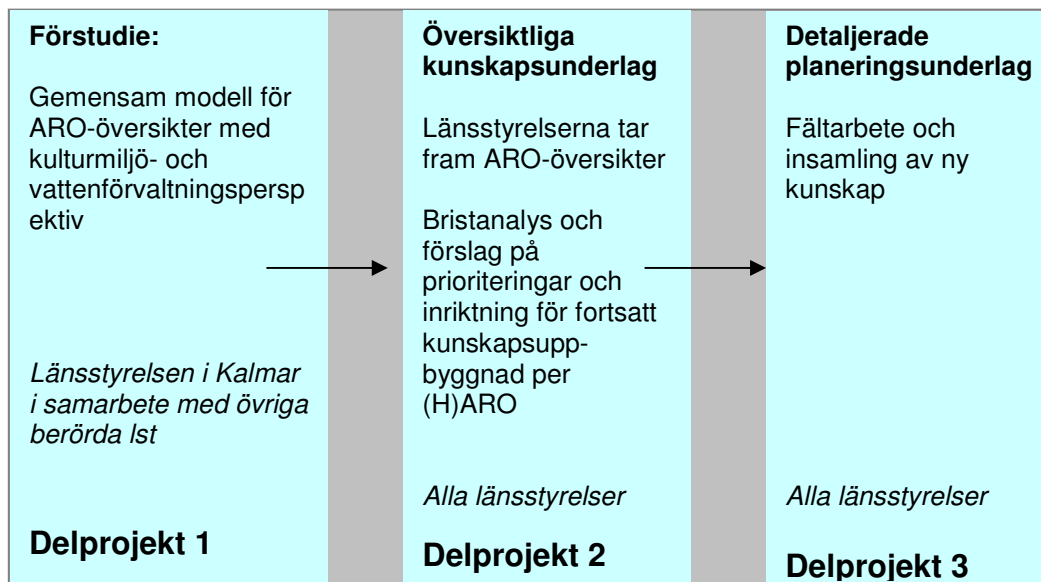 Förstudie:
Gemensam modell för
ARO-översikter med
kulturmiljö- och
vattenförvaltningspersp
ektiv
Länsstyrelsen i Kalmar
i samarbete med övriga
berörda lst
Delprojekt 1
Översiktliga
kunskapsunderlag
Länsstyrelserna tar
fram ARO-översikter
Bristanalys och
förslag på
prioriteringar och
inriktning för fortsatt
kunskapsupp-
byggnad per
(H)ARO
Alla länsstyrelser
Delprojekt 2
Detaljerade
planeringsunderlag
Fältarbete och
insamling av ny
kunskap
Alla länsstyrelser
Delprojekt 3